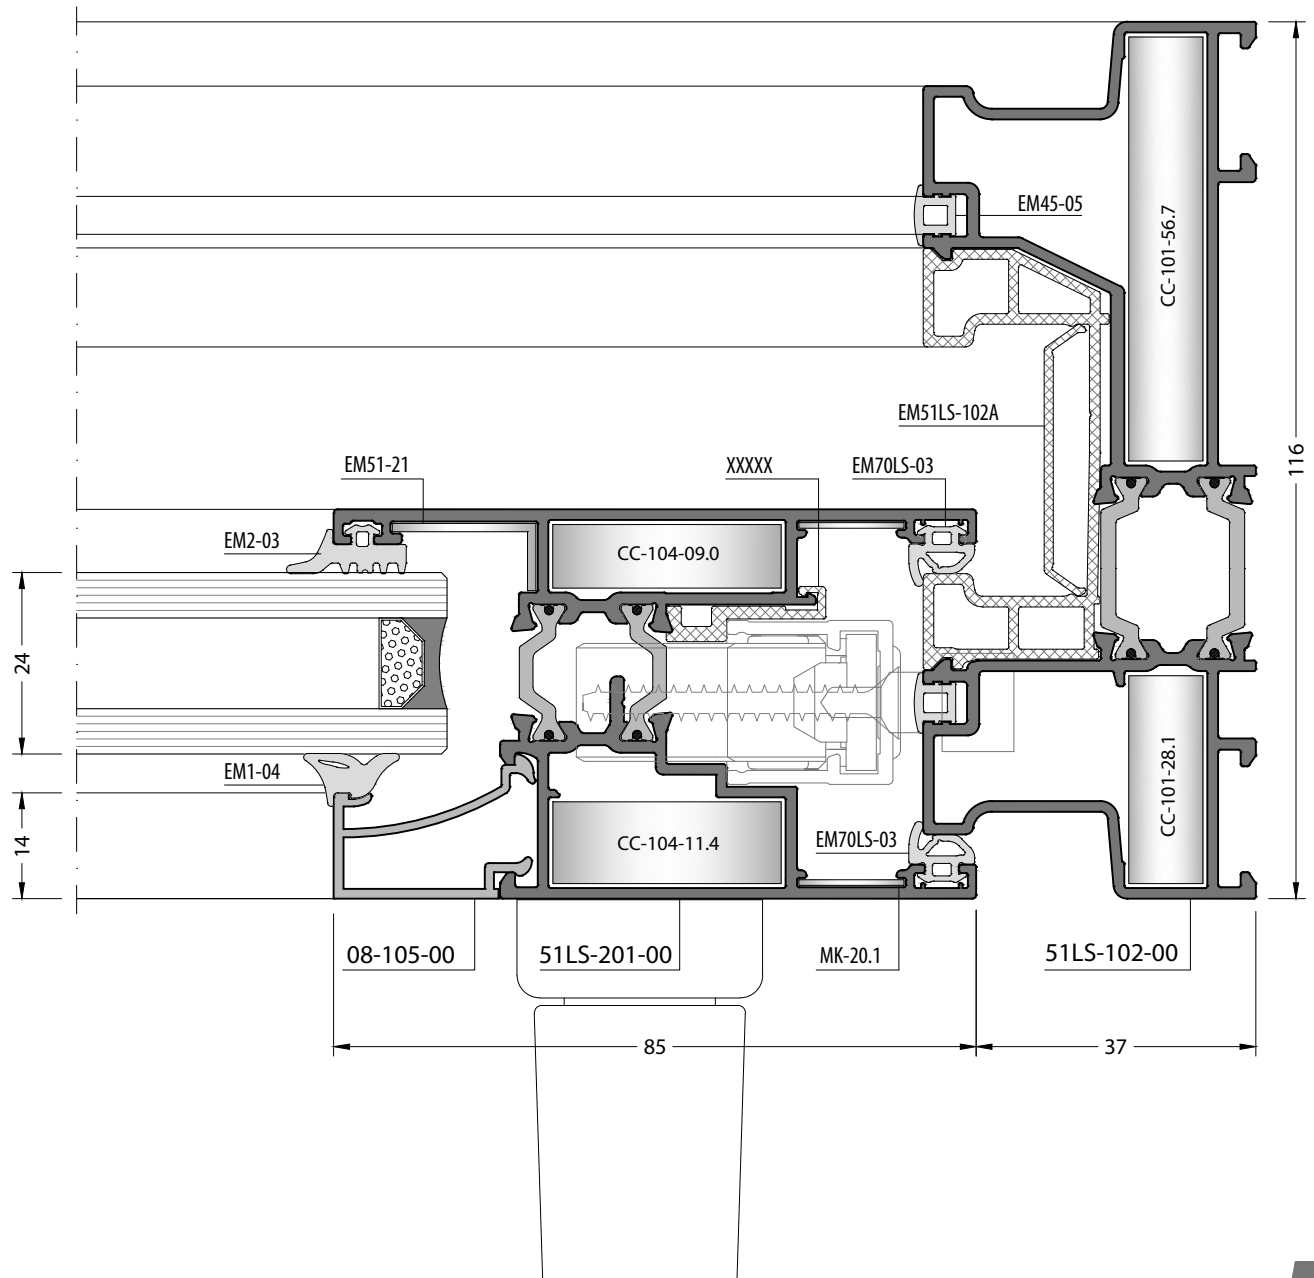 EM45-05
CC-101-56.7
EM51LS-102A
116
EM51-21
XXXXX
EM70LS-03
EM2-03
CC-104-09.0
24
EM1-04
14
CC-104-11.4
EM70LS-03
CC-101-28.1
08-105-00
51LS-201-00
MK-20.1
51LS-102-00
85
37